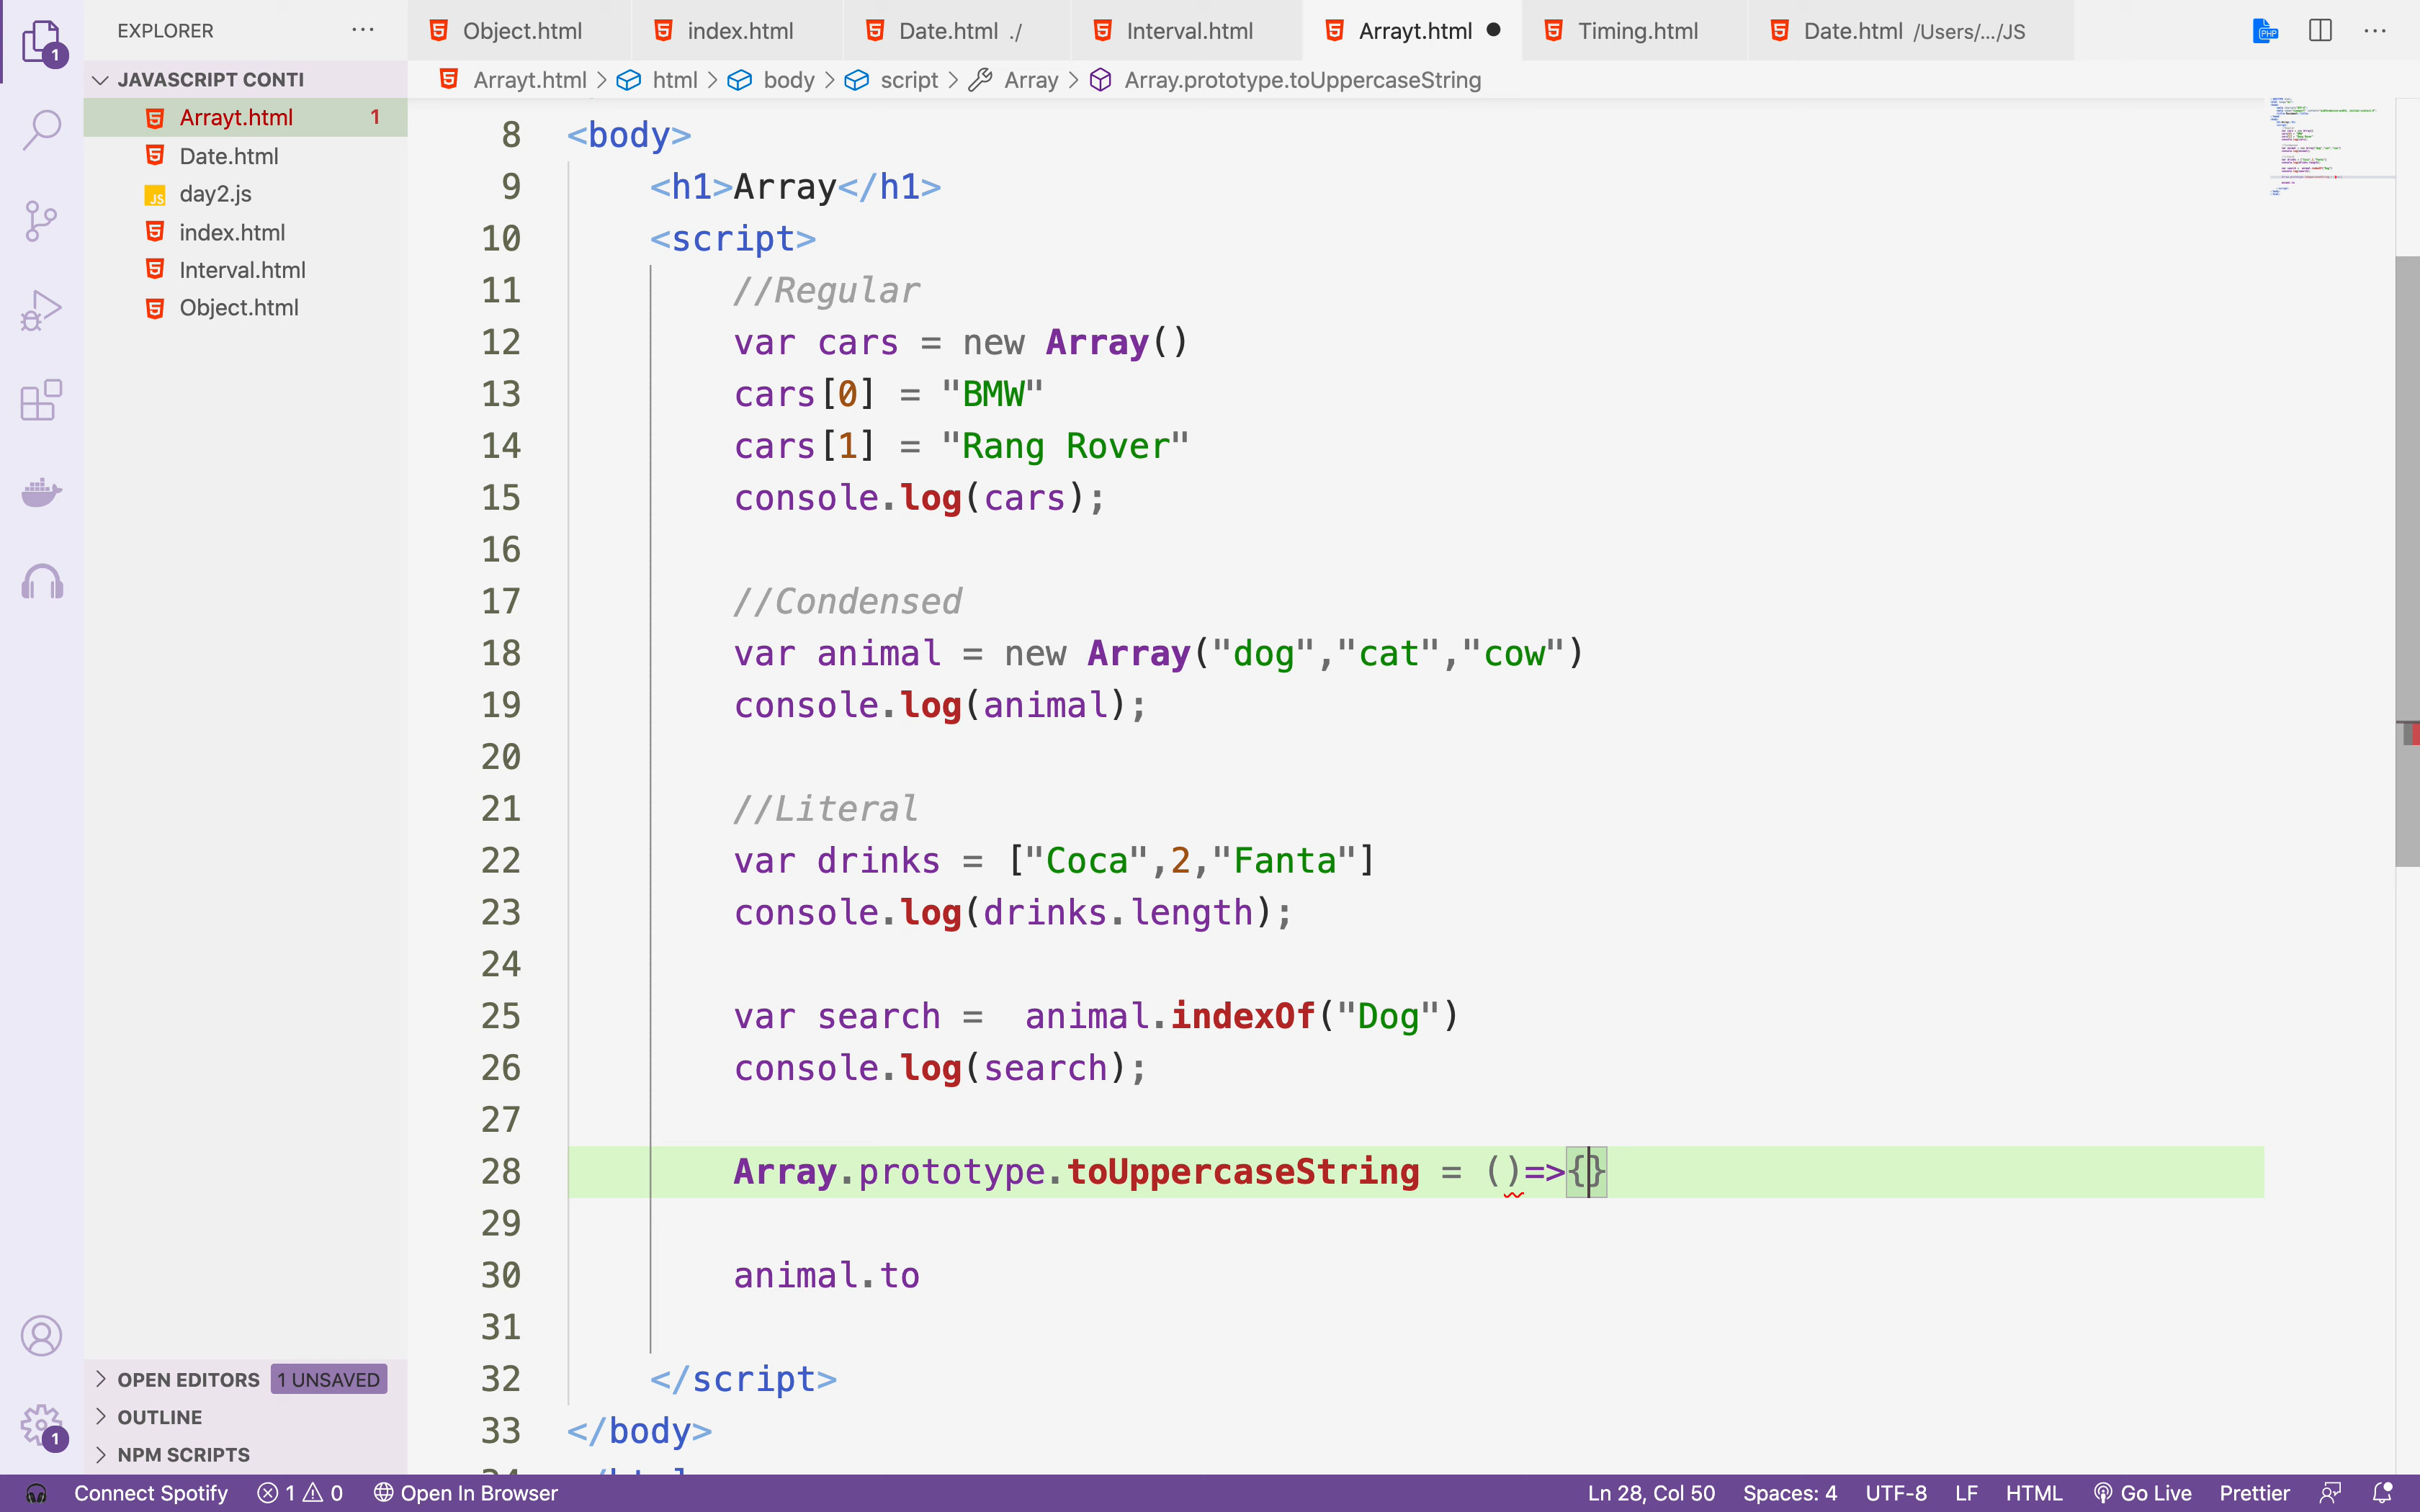 EXPLORER
Object.html
index.html
Date.html ./
Interval.html
Arrayt.html
Timing.html
Date.html /Users/.../JS
PHP
1
JAVASCRIPT CONTI
Arrayt.html > html > body > script > Array > Array.prototype.toUppercaseString
Arrayt.html 1
Date.html
JS day2.js
index.html
Interval.html
Object.html
8 <body>
9 <h1>Array</h1>
10 <script>
11 //Regular
12 var cars = new Array()
13 cars[0] = "BMW"
14 cars[1] = "Rang Rover"
15 console.log(cars);
16
17 //Condensed
18 var animal = new Array("dog","cat","cow")
19 console.log(animal);
20
21 //Literal
22 var drinks = ["Coca",2,"Fanta"]
23 console.log(drinks.length);
24
25 var search =  animal.indexOf("Dog")
26 console.log(search);
27
28 Array.prototype.toUppercaseString = ()=>{}
29
30 animal.to
31
32 </script>
33 </body>
OPEN EDITORS 1 UNSAVED
OUTLINE
1
NPM SCRIPTS
Connect Spotify 1 0 Open In Browser Ln 28, Col 50 Spaces: 4 UTF-8 LF HTML Go Live Prettier